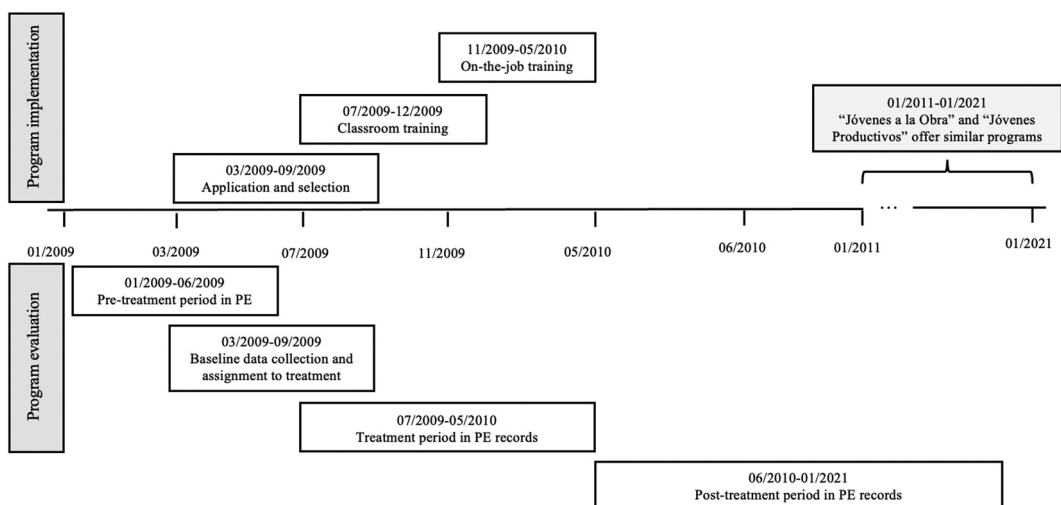 Program implementation
11/2009-05/2010
On-the-job training
07/2009-12/2009
Classroom training
03/2009-09/2009
Application and selection
01/2011-01/2021
“Jóvenes a la Obra” and “Jóvenes
Productivos” offer similar programs
...
01/2009 03/2009 07/2009 11/2009 05/2010 06/2010 01/2011 01/2021
Program evaluation
01/2009-06/2009
Pre-treatment period in PE
03/2009-09/2009
Baseline data collection and
assignment to treatment
07/2009-05/2010
Treatment period in PE records
06/2010-01/2021
Post-treatment period in PE records